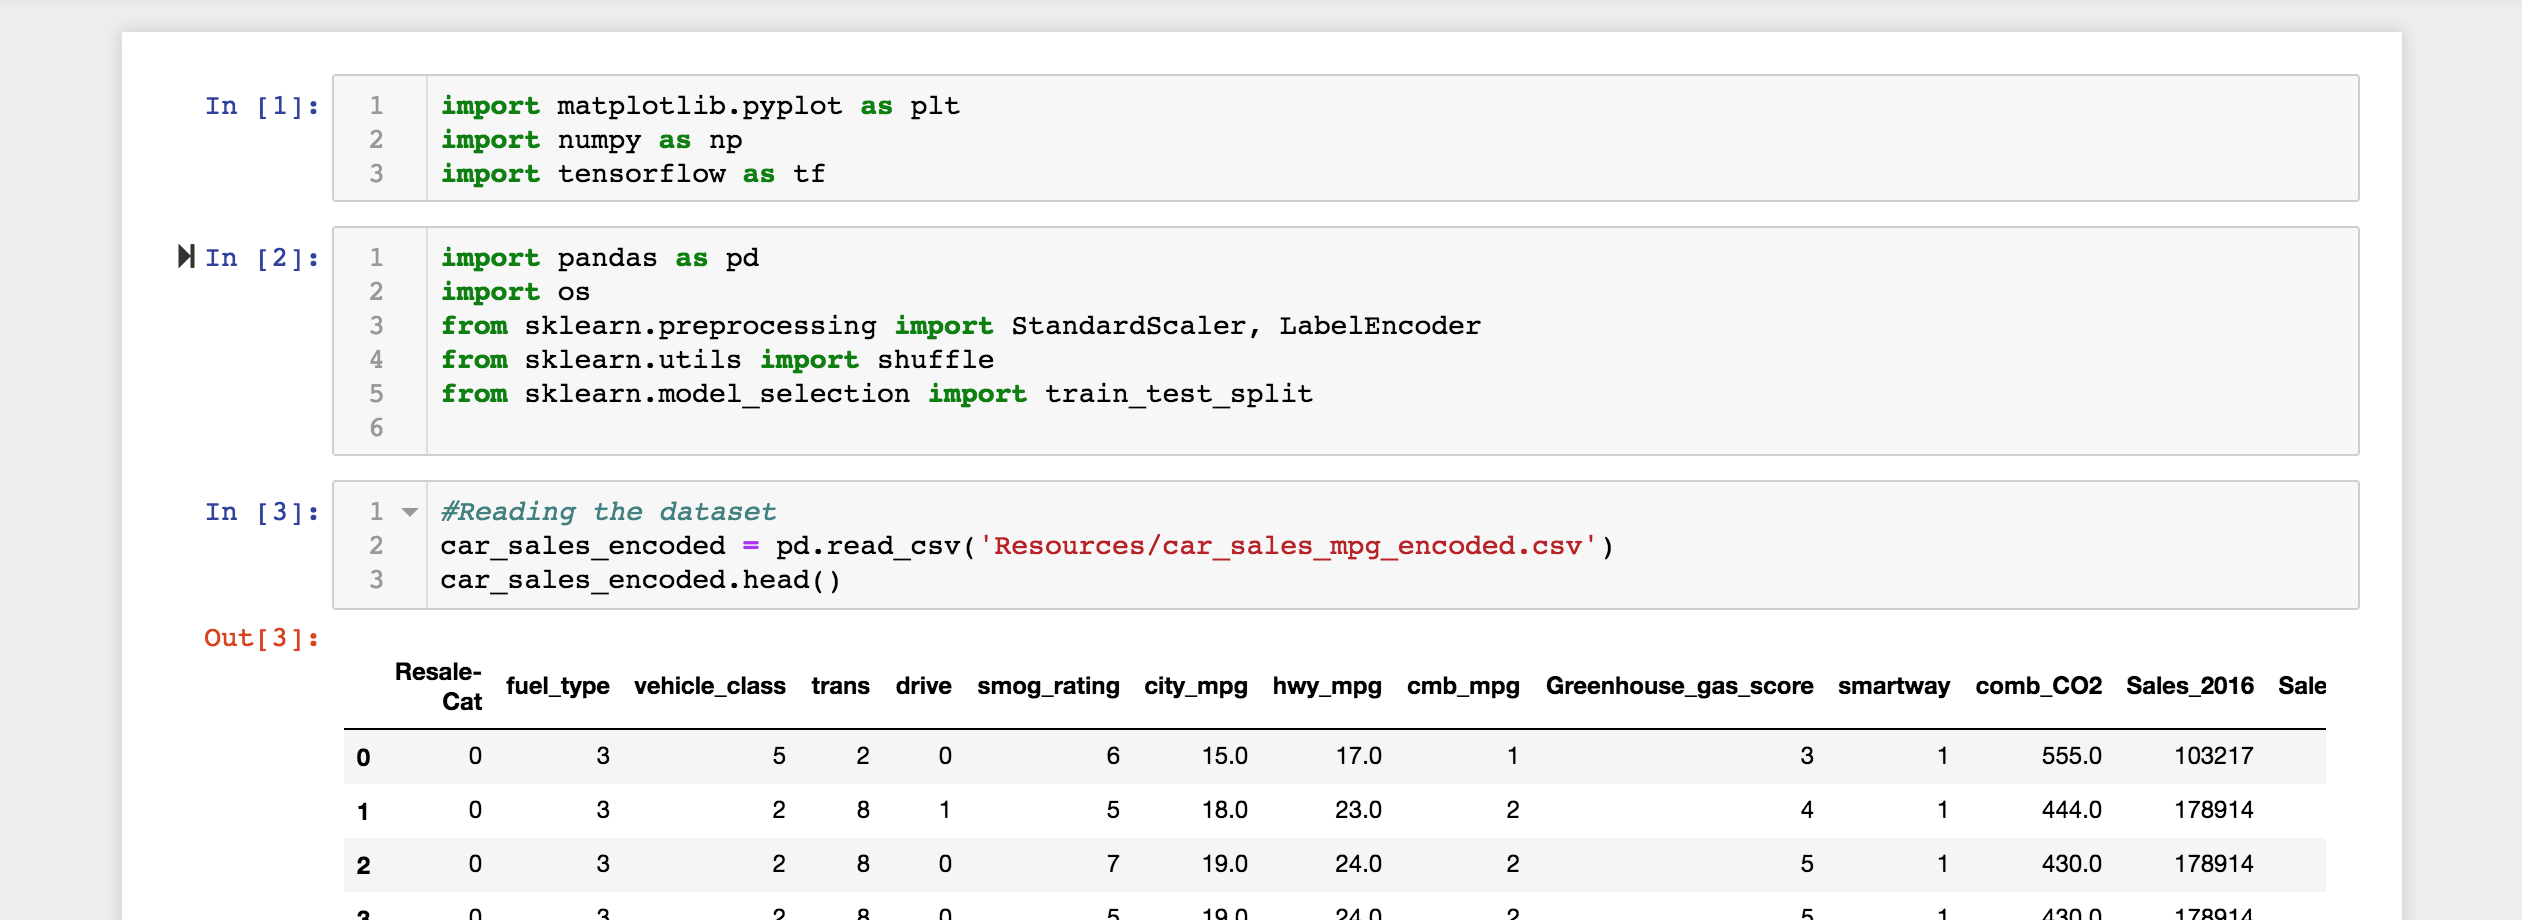 In [1]:
1 import matplotlib.pyplot as plt
2 import numpy as np
3 import tensorflow as tf
In [2]:
1 import pandas as pd
2 import os
3 from sklearn.preprocessing import StandardScaler, LabelEncoder
4 from sklearn.utils import shuffle
5 from sklearn.model_selection import train_test_split
6
In [3]:
1 #Reading the dataset
2 car_sales_encoded = pd.read_csv('Resources/car_sales_mpg_encoded.csv')
3 car_sales_encoded.head()
Out[3]:
Resale-Cat fuel_type vehicle_class trans drive smog_rating city_mpg hwy_mpg cmb_mpg Greenhouse_gas_score smartway comb_CO2 Sales_2016 Sale
0 0 3 5 2 0 6 15.0 17.0 1 3 1 555.0 103217
1 0 3 2 8 1 5 18.0 23.0 2 4 1 444.0 178914
2 0 3 2 8 0 7 19.0 24.0 2 5 1 430.0 178914
3 0 3 2 8 0 5 19.0 24.0 2 5 1 430.0 178914